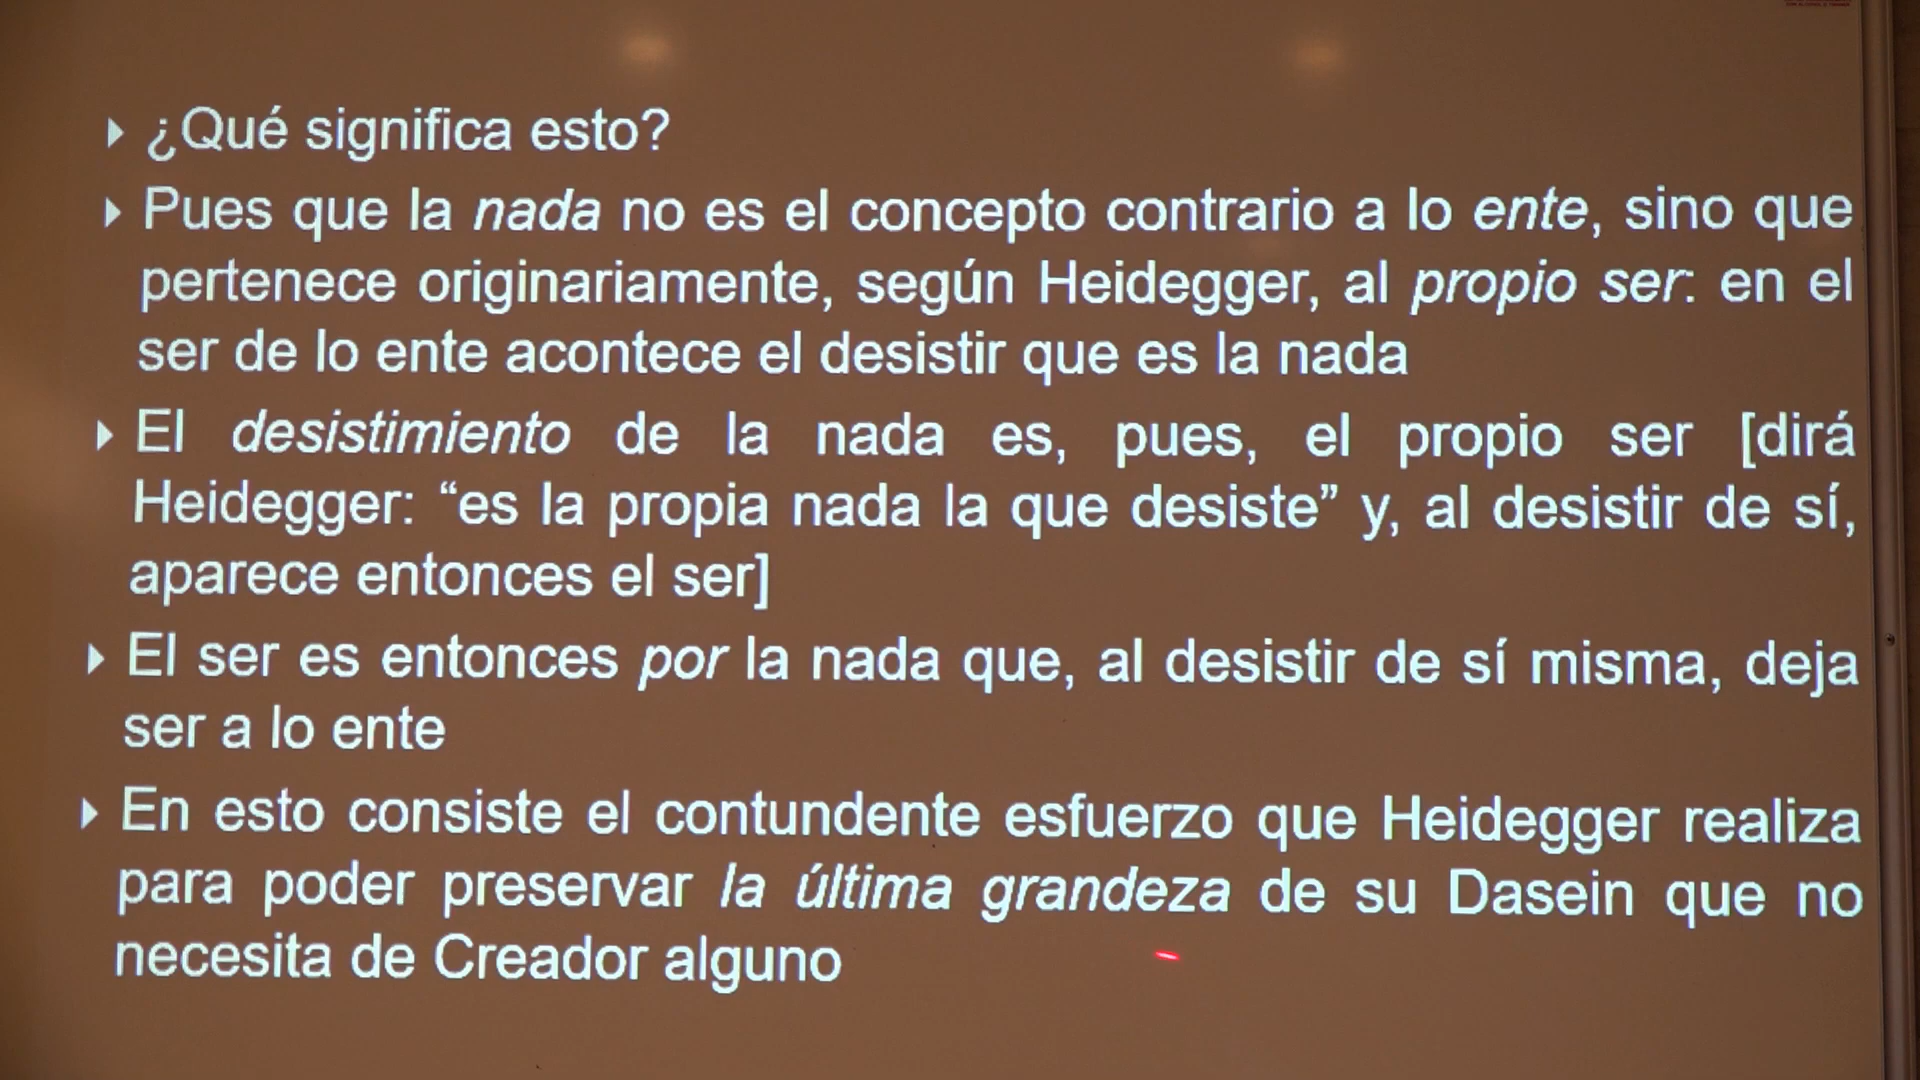 ¿Qué significa esto?
Pues que la nada no es el concepto contrario a lo ente, sino que
pertenece originariamente, según Heidegger, al propio ser: en el
ser de lo ente acontece el desistir que es la nada
El desistimiento de la nada es, pues, el propio ser [dirá
Heidegger: “es la propia nada la que desiste” y, al desistir de sí,
aparece entonces el ser]
El ser es entonces por la nada que, al desistir de sí misma, deja
ser a lo ente
En esto consiste el contundente esfuerzo que Heidegger realiza
para poder preservar la última grandeza de su Dasein que no
necesita de Creador alguno